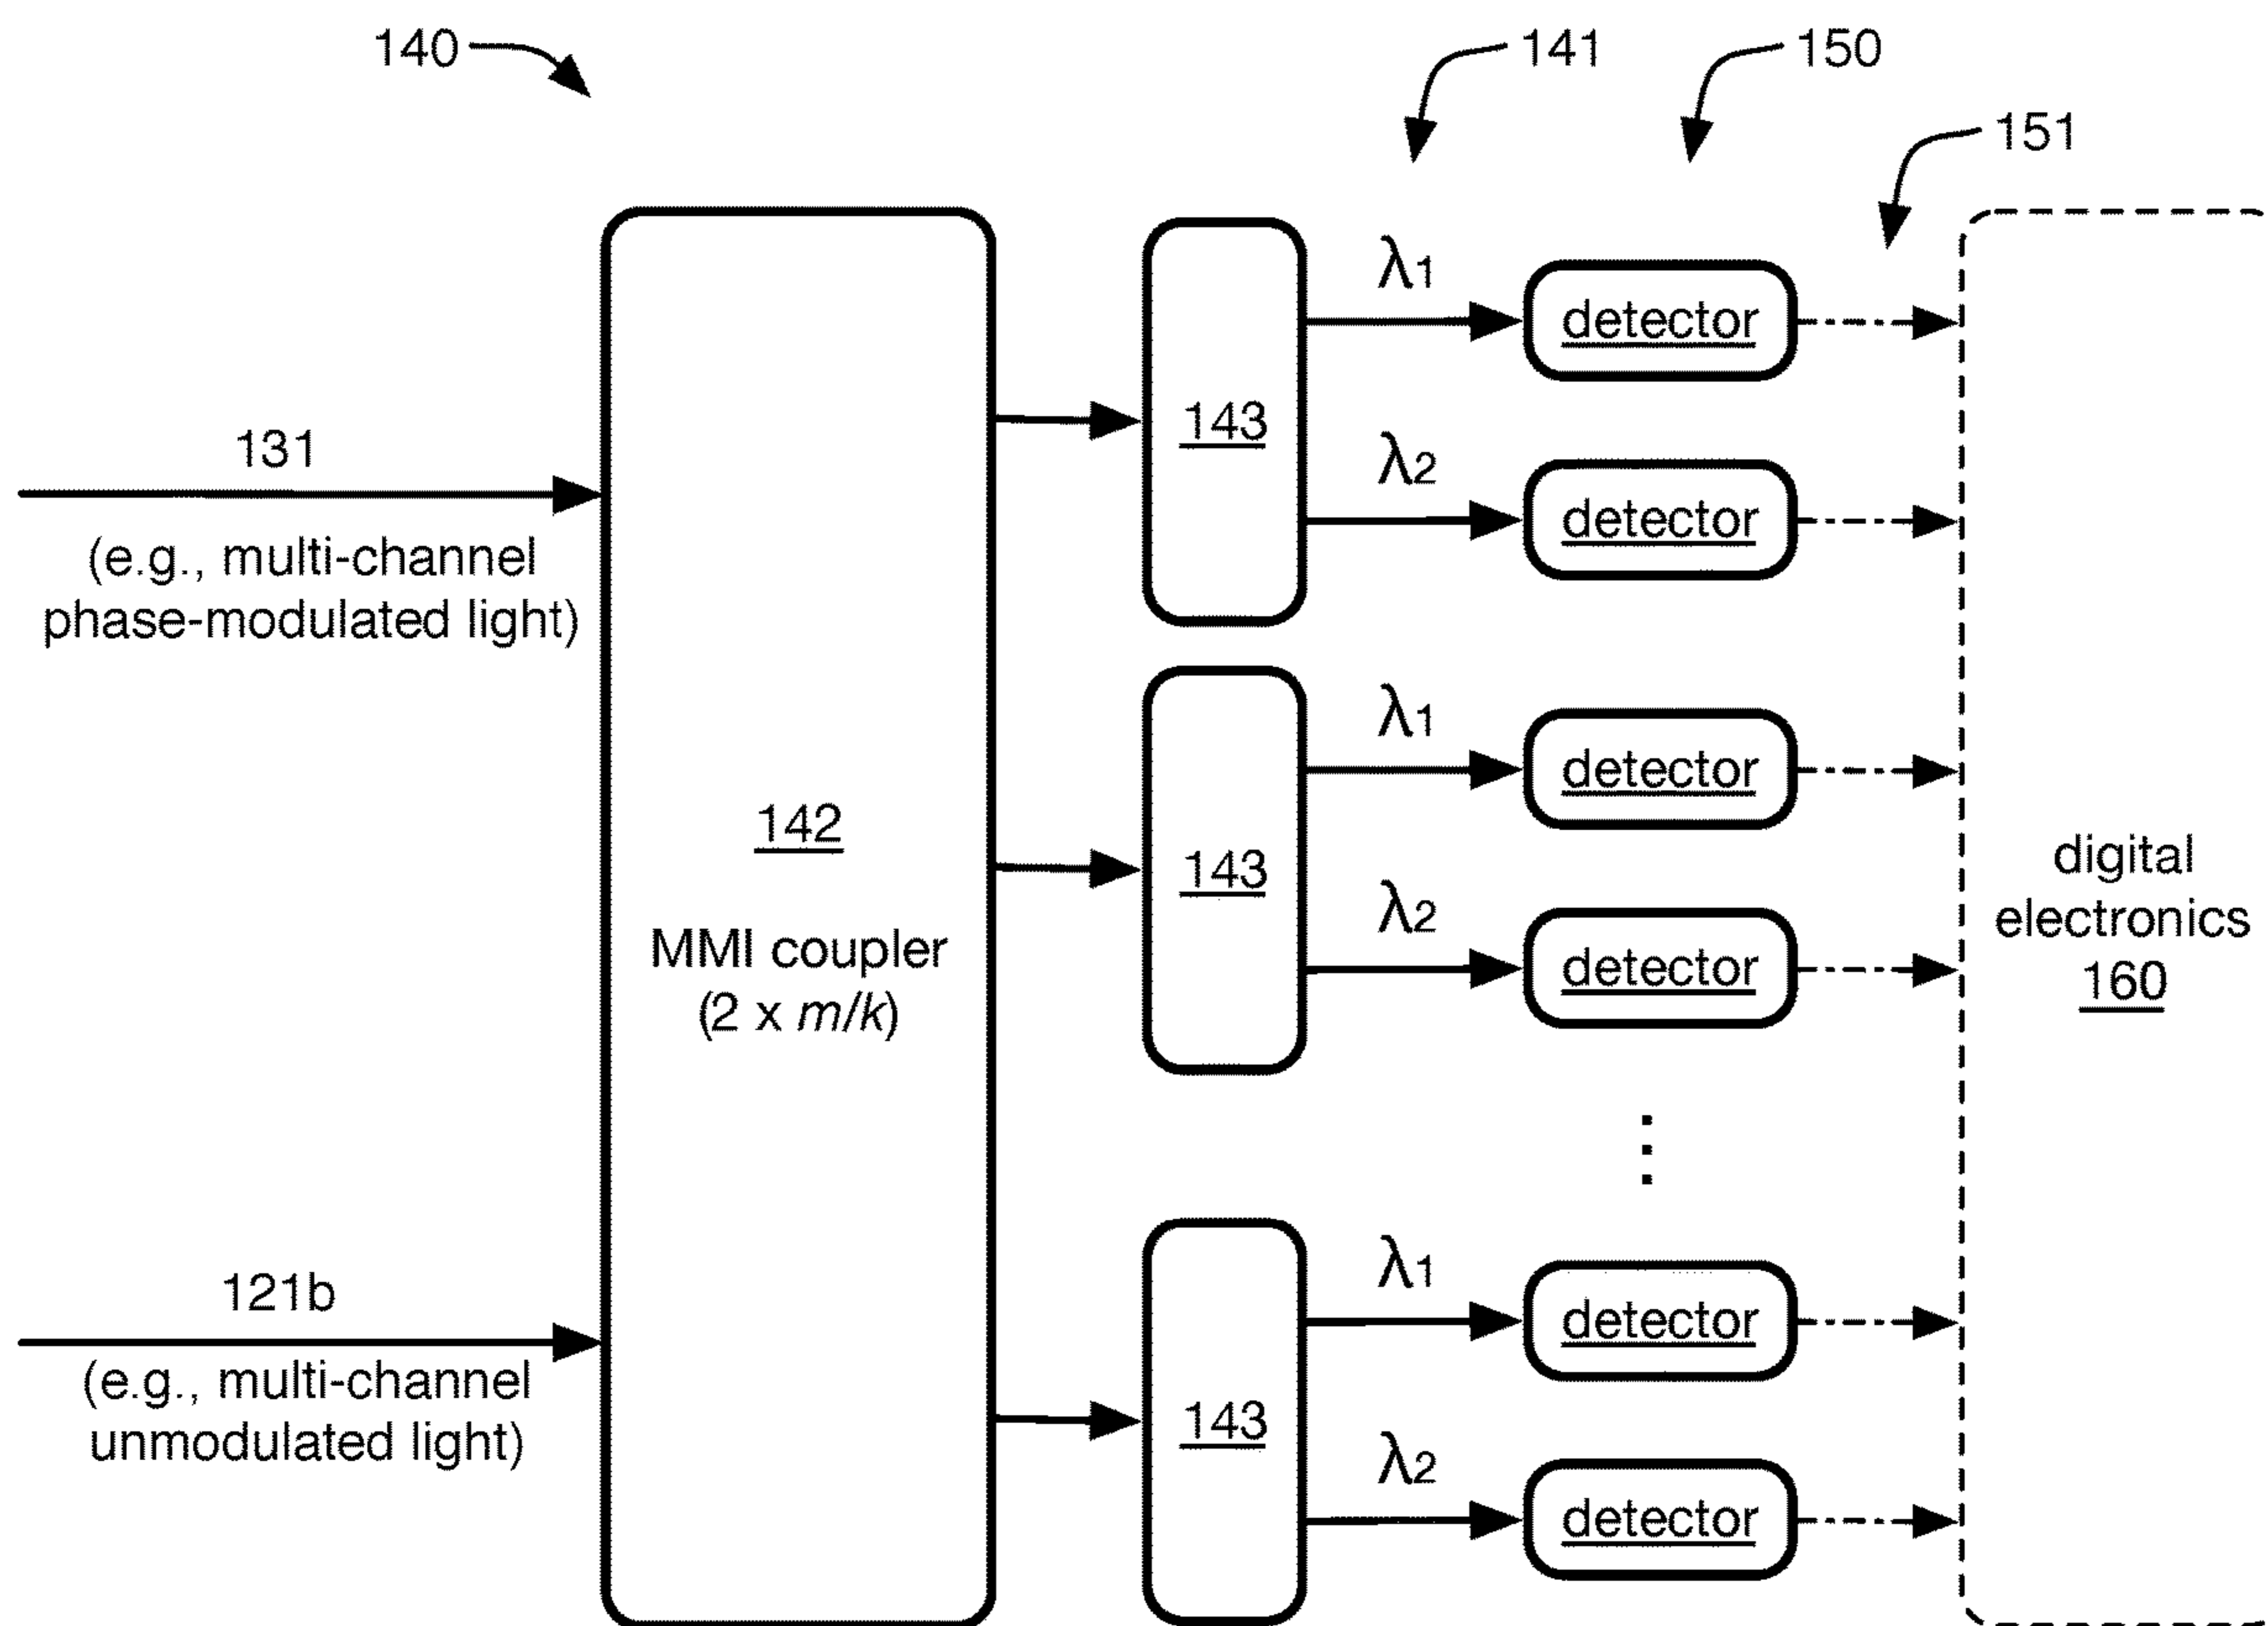 140
141
150
151
131
(e.g., multi-channel
phase-modulated light)
121b
(e.g., multi-channel
unmodulated light)
142
MMI coupler
(2 x m/k)
143
λ1
detector
λ2
detector
143
λ1
detector
λ2
detector
⋮
143
λ1
detector
λ2
detector
digital
electronics
160